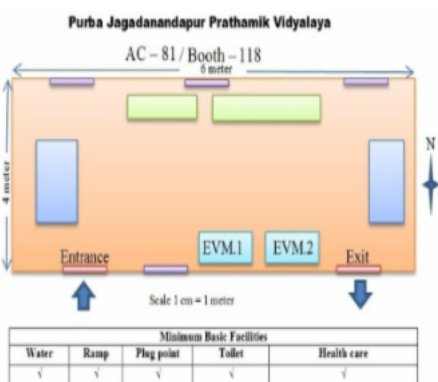 Purba Jagadanandapur Prathamik Vidyalaya
AC – 81 / Booth – 118
6 meter
4 meter
N
EVM.1 EVM.2
Entrance Exit
Scale 1 cm = 1 meter
Minimum Basic Facilities
Water Ramp Plug point Toilet Health care
√ √ √ √ √